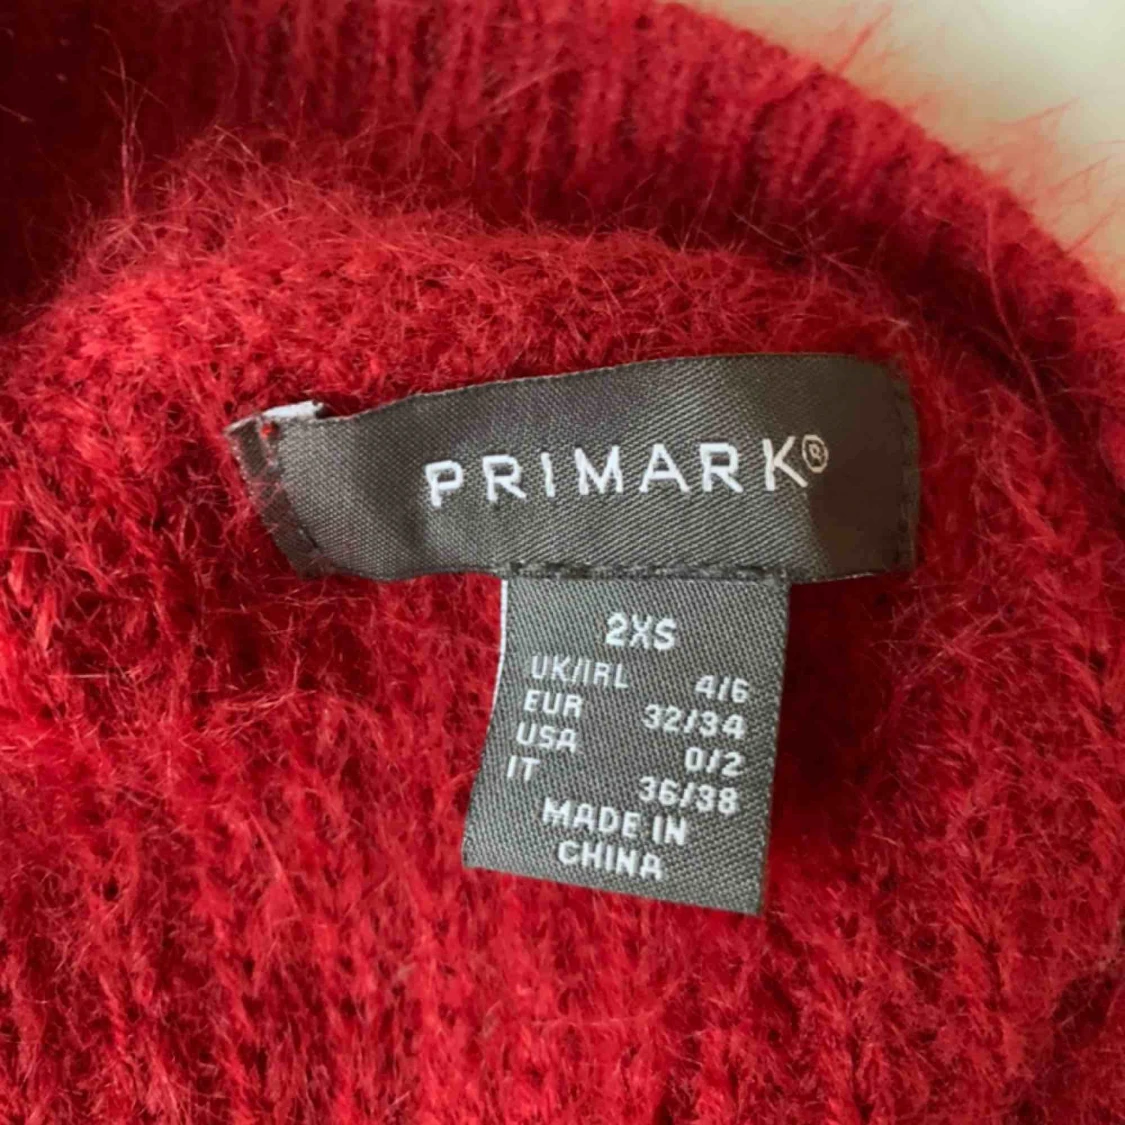 PRIMARK®
2XS
UK/IRL 4/6
EUR 32/34
USA 0/2
IT 36/38
MADE IN
CHINA